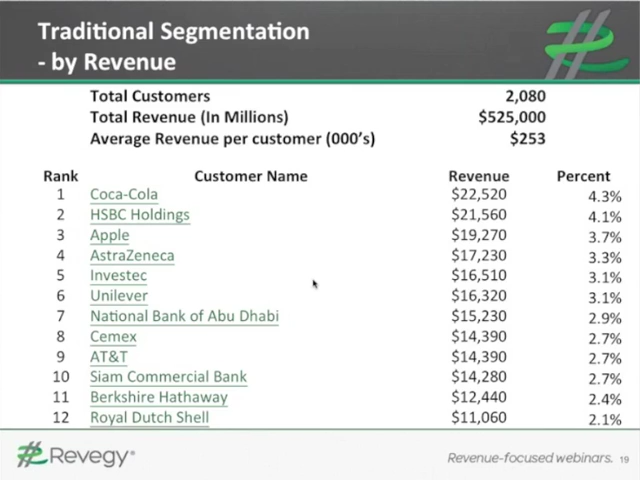 Traditional Segmentation
- by Revenue
Total Customers 2,080
Total Revenue (In Millions) $525,000
Average Revenue per customer (000's) $253
Rank Customer Name Revenue Percent
1 Coca-Cola $22,520 4.3%
2 HSBC Holdings $21,560 4.1%
3 Apple $19,270 3.7%
4 AstraZeneca $17,230 3.3%
5 Investec $16,510 3.1%
6 Unilever $16,320 3.1%
7 National Bank of Abu Dhabi $15,230 2.9%
8 Cemex $14,390 2.7%
9 AT&T $14,390 2.7%
10 Siam Commercial Bank $14,280 2.7%
11 Berkshire Hathaway $12,440 2.4%
12 Royal Dutch Shell $11,060 2.1%
Revegy® Revenue-focused webinars. 19